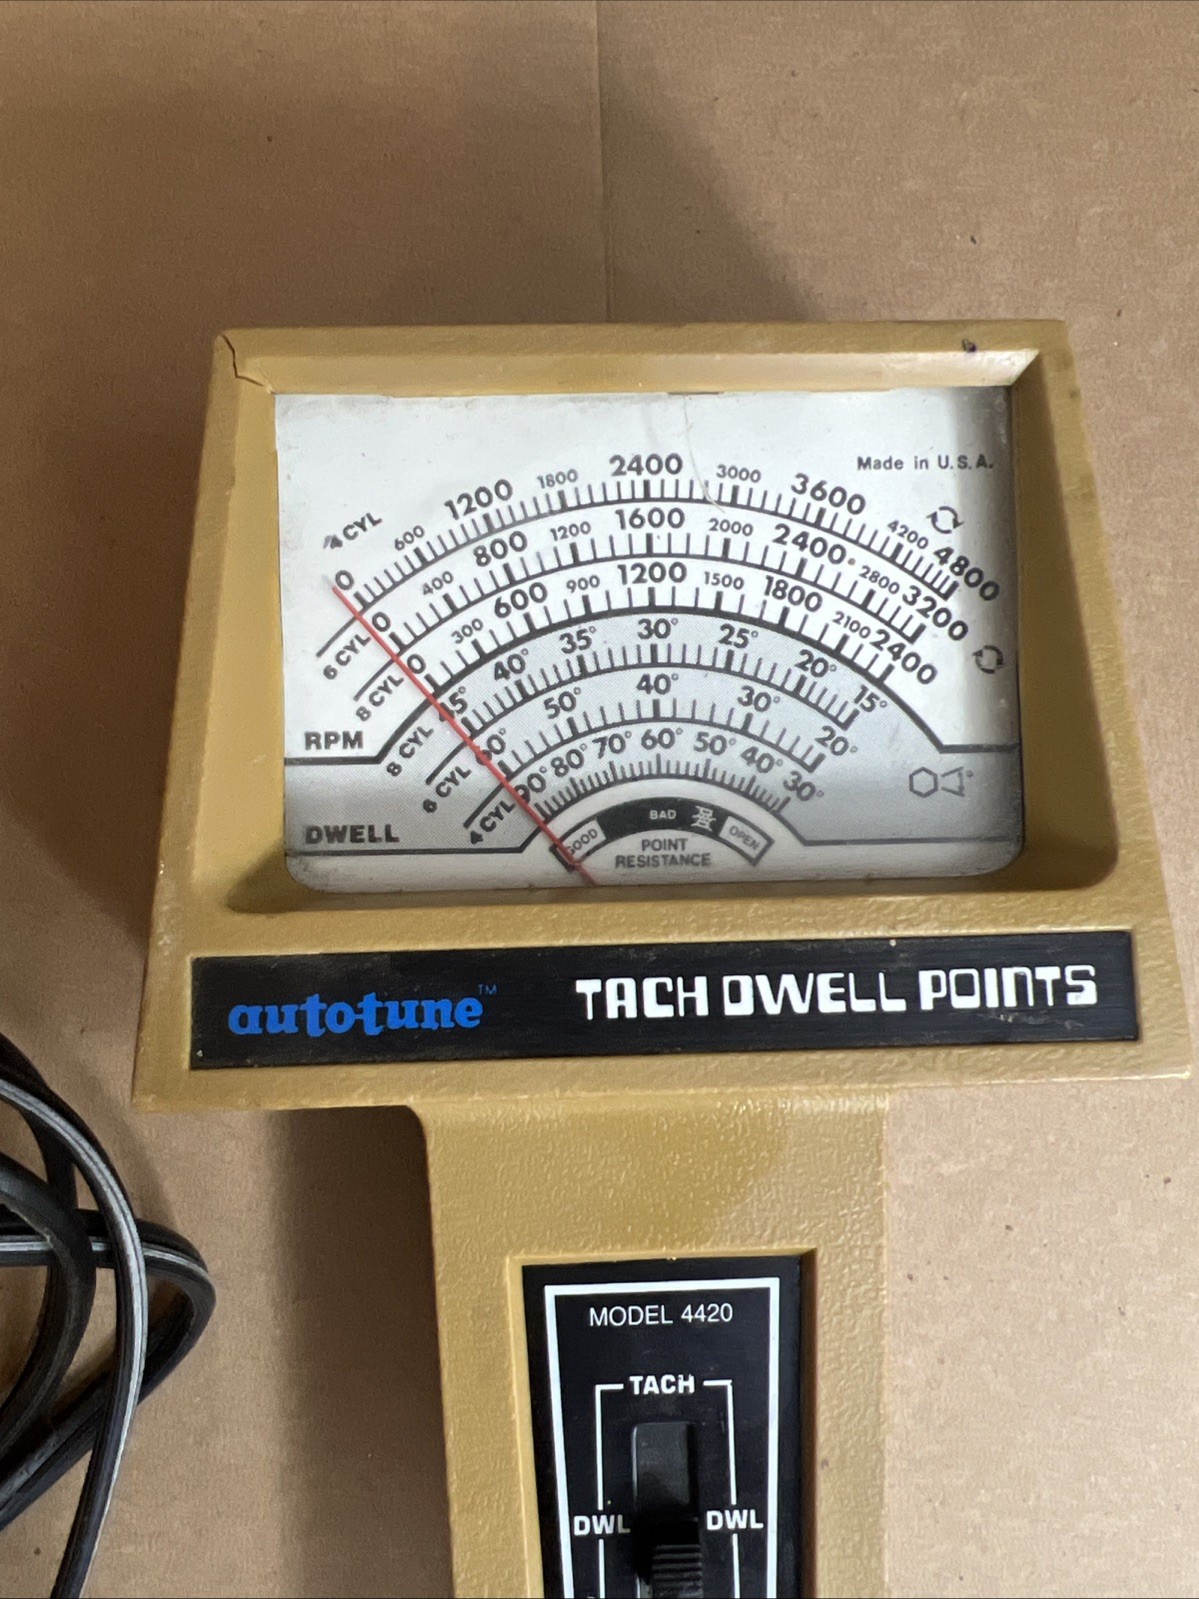 Made in U.S.A.
4 CYL 0 600 1200 1800 2400 3000 3600 4200 4800
6 CYL 0 400 800 1200 1600 2000 2400 2800 3200
8 CYL 0 300 600 900 1200 1500 1800 2100 2400
RPM
8 CYL 45° 40° 35° 30° 25° 20° 15°
6 CYL 60° 50° 40° 30° 20°
4 CYL 90° 80° 70° 60° 50° 40° 30°
DWELL
GOOD BAD OPEN
POINT
RESISTANCE
auto-tune™ TACH DWELL POINTS
MODEL 4420
TACH
DWL DWL